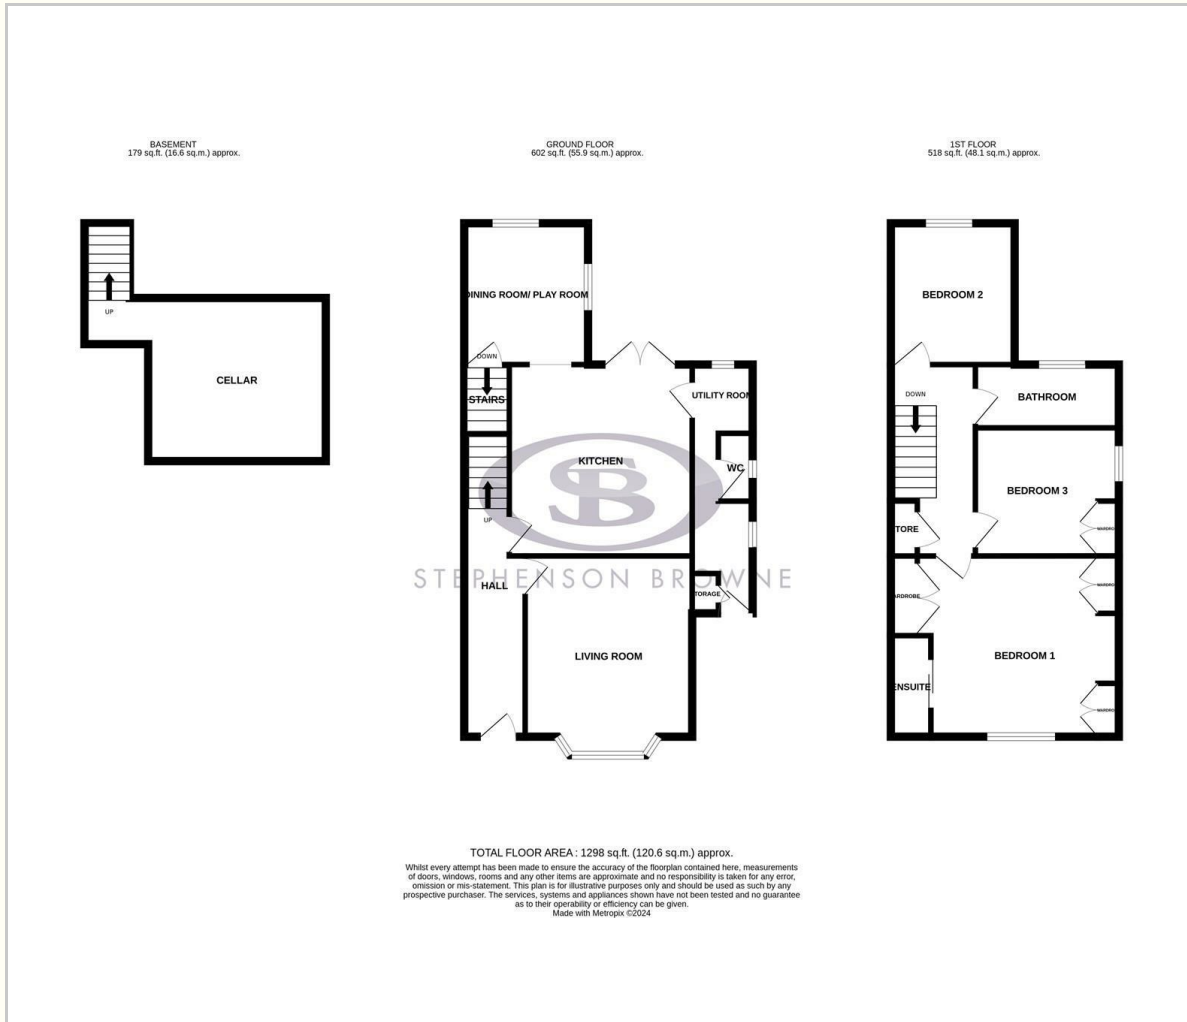 BASEMENT
179 sq.ft. (16.6 sq.m.) approx.
GROUND FLOOR
602 sq.ft. (55.9 sq.m.) approx.
1ST FLOOR
518 sq.ft. (48.1 sq.m.) approx.
UP
CELLAR
DINING ROOM/ PLAY ROOM
DOWN
STAIRS
UTILITY ROOM
KITCHEN
WC
UP
SB
STEPHENSON BROWNE
HALL
TORAGE
LIVING ROOM
BEDROOM 2
DOWN
BATHROOM
BEDROOM 3
TORE
WARDROBE
ARDROBE
WARDROBE
BEDROOM 1
ENSUITE
WARDROBE
TOTAL FLOOR AREA : 1298 sq.ft. (120.6 sq.m.) approx.
Whilst every attempt has been made to ensure the accuracy of the floorplan contained here, measurements
of doors, windows, rooms and any other items are approximate and no responsibility is taken for any error,
omission or mis-statement. This plan is for illustrative purposes only and should be used as such by any
prospective purchaser. The services, systems and appliances shown have not been tested and no guarantee
as to their operability or efficiency can be given.
Made with Metropix ©2024